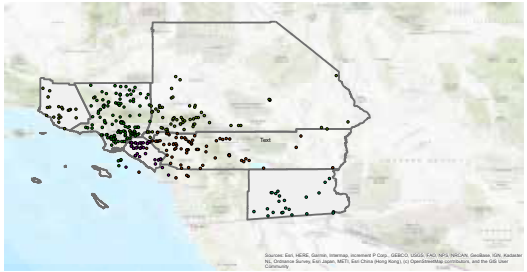 Text
Sources: Esri, HERE, Garmin, Intermap, increment P Corp., GEBCO, USGS, FAO, NPS, NRCAN, GeoBase, IGN, Kadaster
NL, Ordnance Survey, Esri Japan, METI, Esri China (Hong Kong), (c) OpenStreetMap contributors, and the GIS User
Community